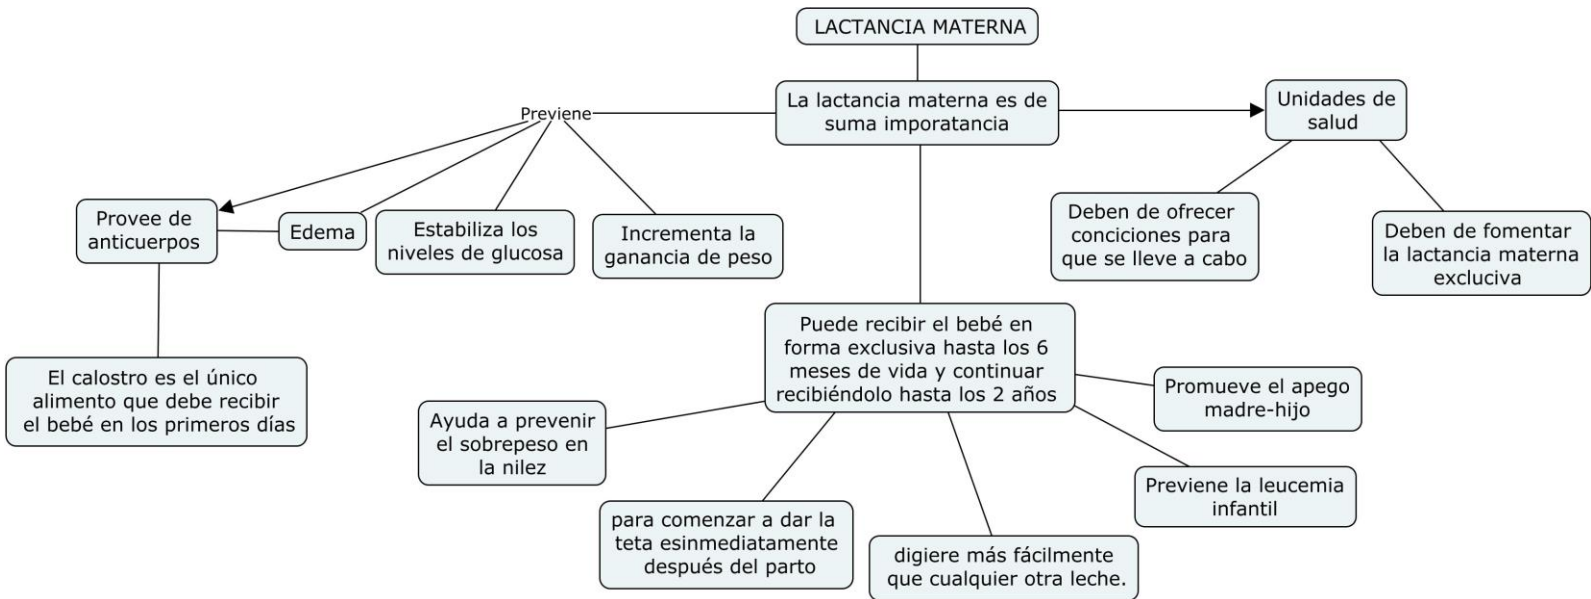 LACTANCIA MATERNA
La lactancia materna es de
suma imporatancia
Previene
Unidades de
salud
Provee de
anticuerpos
Edema
Estabiliza los
niveles de glucosa
Incrementa la
ganancia de peso
Deben de ofrecer
conciciones para
que se lleve a cabo
Deben de fomentar
la lactancia materna
excluciva
El calostro es el único
alimento que debe recibir
el bebé en los primeros días
Puede recibir el bebé en
forma exclusiva hasta los 6
meses de vida y continuar
recibiéndolo hasta los 2 años
Ayuda a prevenir
el sobrepeso en
la nilez
para comenzar a dar la
teta esinmediatamente
después del parto
digiere más fácilmente
que cualquier otra leche.
Previene la leucemia
infantil
Promueve el apego
madre-hijo